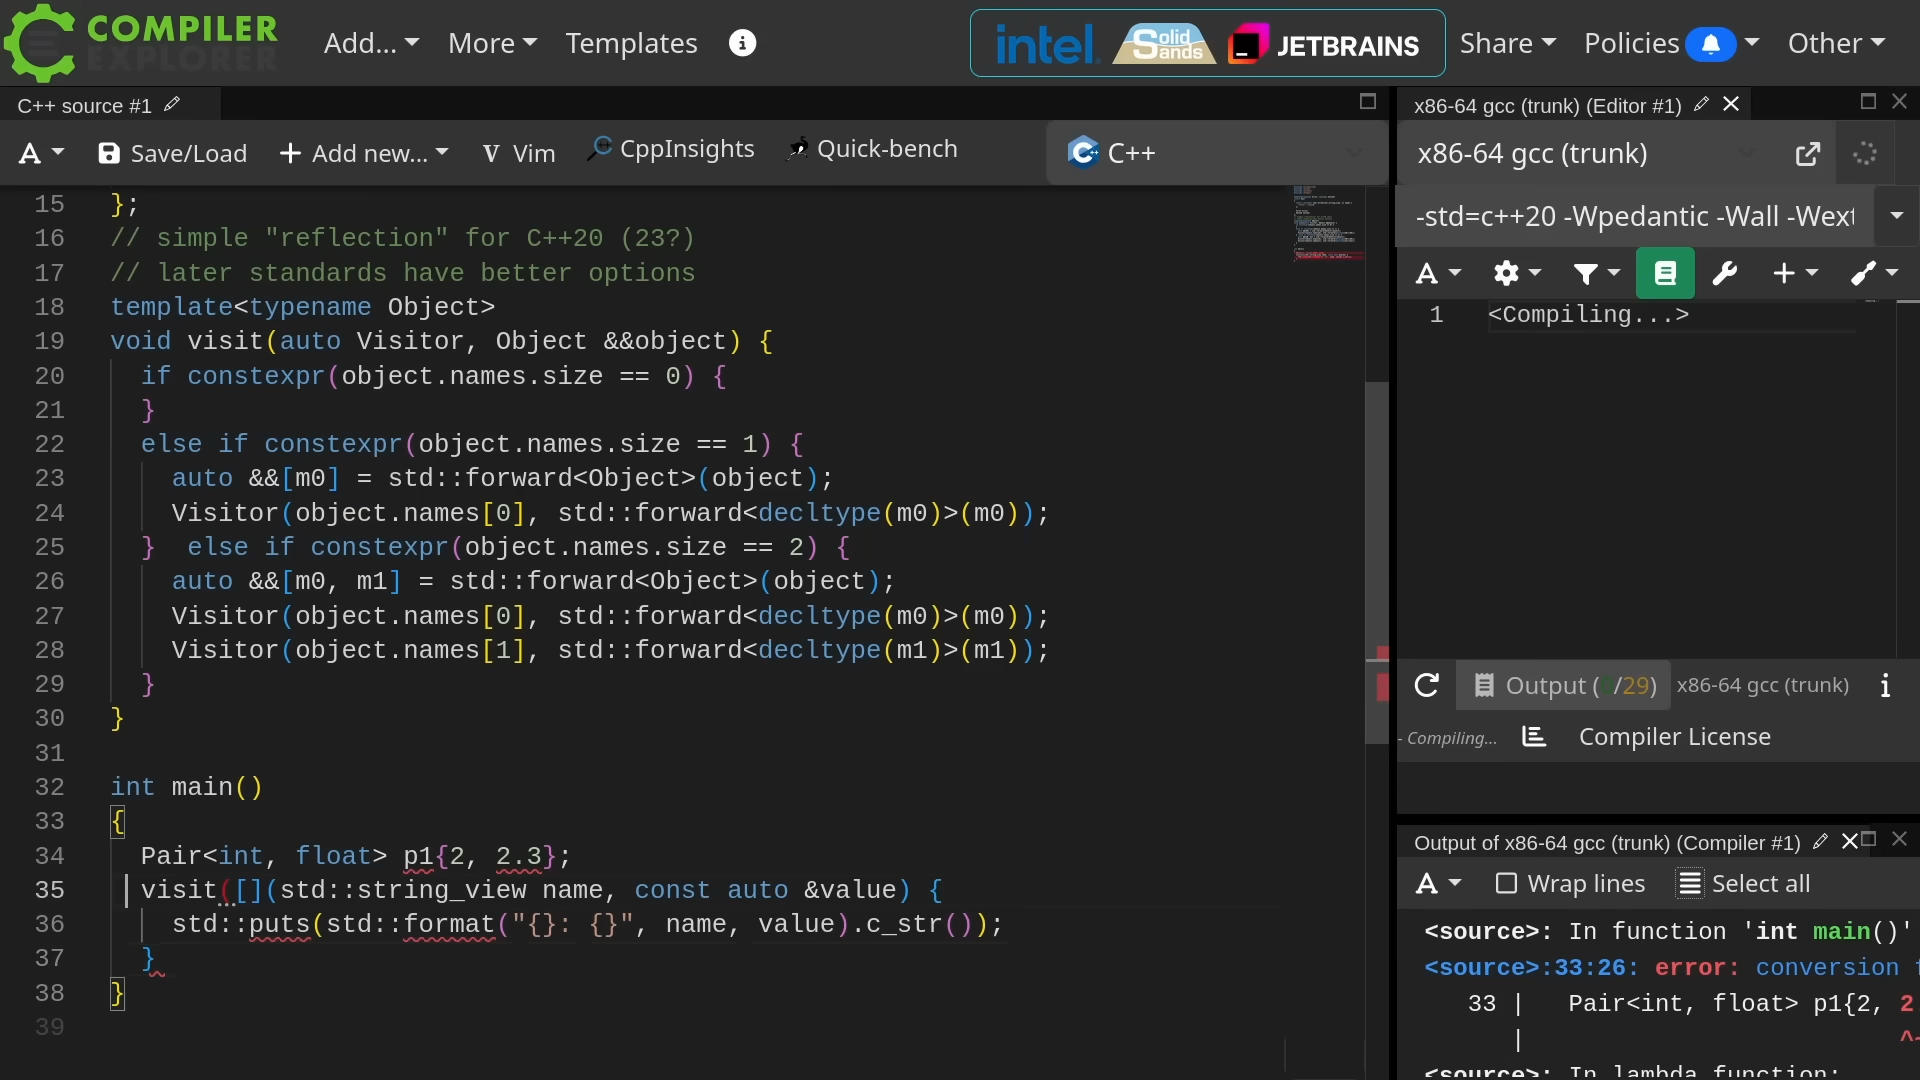 COMPILER
EXPLORER
Add...
More
Templates
intel.
Solid
Sands
JETBRAINS
Share
Policies
Other
C++ source #1
A
Save/Load
Add new...
V Vim
CppInsights
Quick-bench
C++
15 };
16 // simple "reflection" for C++20 (23?)
17 // later standards have better options
18 template<typename Object>
19 void visit(auto Visitor, Object &&object) {
20 if constexpr(object.names.size == 0) {
21 }
22 else if constexpr(object.names.size == 1) {
23 auto &&[m0] = std::forward<Object>(object);
24 Visitor(object.names[0], std::forward<decltype(m0)>(m0));
25 }  else if constexpr(object.names.size == 2) {
26 auto &&[m0, m1] = std::forward<Object>(object);
27 Visitor(object.names[0], std::forward<decltype(m0)>(m0));
28 Visitor(object.names[1], std::forward<decltype(m1)>(m1));
29 }
30 }
31
32 int main()
33 {
34 Pair<int, float> p1{2, 2.3};
35 visit([](std::string_view name, const auto &value) {
36 std::puts(std::format("{}: {}", name, value).c_str());
37 }
38 }
39
x86-64 gcc (trunk) (Editor #1)
x86-64 gcc (trunk)
-std=c++20 -Wpedantic -Wall -Wext
A
1 <Compiling...>
Output ( /29) x86-64 gcc (trunk)
- Compiling... Compiler License
Output of x86-64 gcc (trunk) (Compiler #1)
A Wrap lines Select all
<source>: In function 'int main()'
<source>:33:26: error: conversion f
33 | Pair<int, float> p1{2, 2
| ^~
<source>: In lambda function: